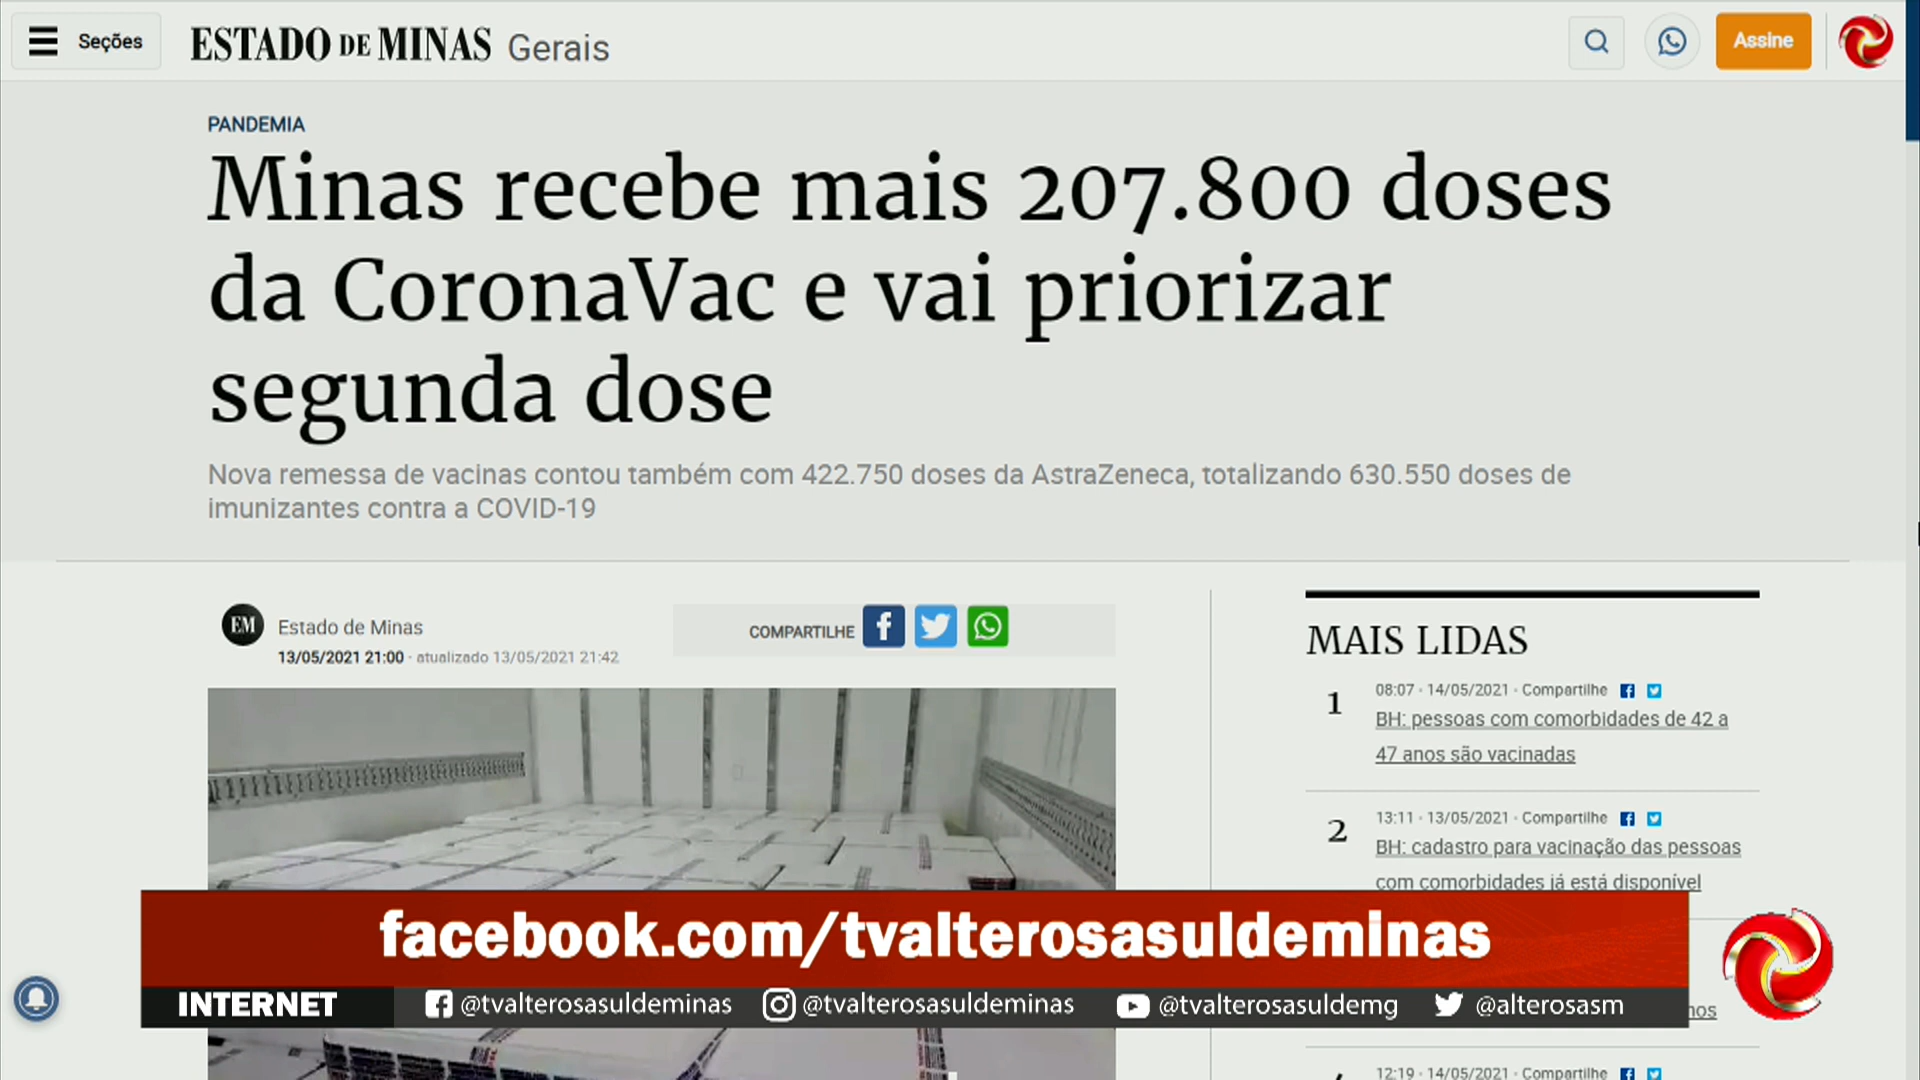 Seções
ESTADO DE MINAS Gerais
Assine
PANDEMIA
Minas recebe mais 207.800 doses
da CoronaVac e vai priorizar
segunda dose
Nova remessa de vacinas contou também com 422.750 doses da AstraZeneca, totalizando 630.550 doses de
imunizantes contra a COVID-19
EM
Estado de Minas
13/05/2021 21:00 - atualizado 13/05/2021 21:42
COMPARTILHE
MAIS LIDAS
1
08:07 - 14/05/2021 - Compartilhe
BH: pessoas com comorbidades de 42 a
47 anos são vacinadas
2
13:11 - 13/05/2021 - Compartilhe
BH: cadastro para vacinação das pessoas
com comorbidades já está disponível
12:19 - 14/05/2021 - Compartilhe
facebook.com/tvalterosasuldeminas
INTERNET
@tvalterosasuldeminas
@tvalterosasuldeminas
@tvalterosasuldemg
@alterosasm